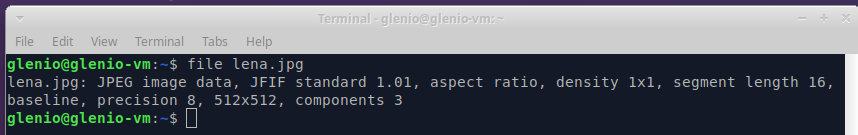 Terminal - glenio@glenio-vm: ~
File Edit View Terminal Tabs Help
glenio@glenio-vm:~$ file lena.jpg
lena.jpg: JPEG image data, JFIF standard 1.01, aspect ratio, density 1x1, segment length 16,
baseline, precision 8, 512x512, components 3
glenio@glenio-vm:~$